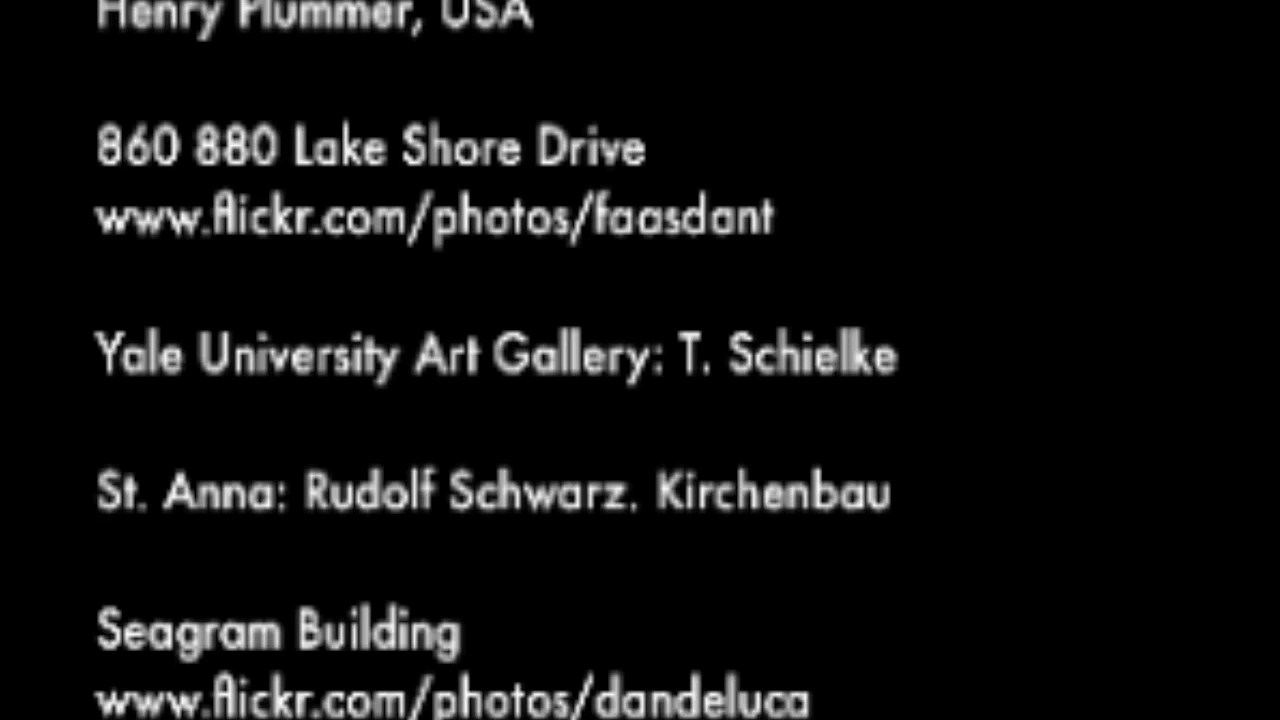 Henry Plummer, USA
860 880 Lake Shore Drive
www.flickr.com/photos/faasdant
Yale University Art Gallery: T. Schielke
St. Anna: Rudolf Schwarz. Kirchenbau
Seagram Building
www.flickr.com/photos/dandeluca